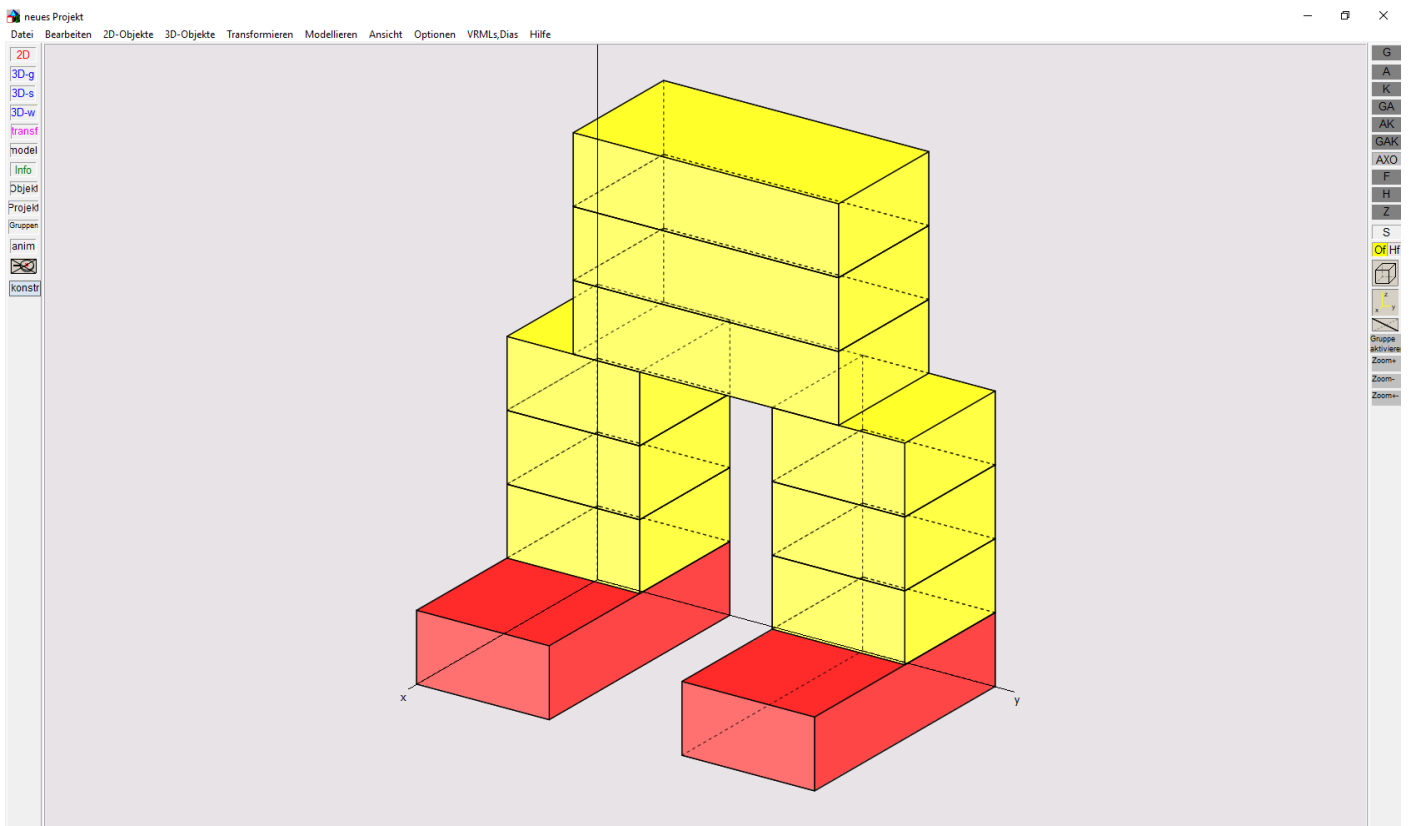 neues Projekt
Datei Bearbeiten 2D-Objekte 3D-Objekte Transformieren Modellieren Ansicht Optionen VRMLs,Dias Hilfe
2D
3D-g
3D-s
3D-w
transf
model
Info
Objekt
Projekt
Gruppen
anim
konstr
x
y
G
A
K
GA
AK
GAK
AXO
F
H
Z
S
Of Hf
z
x y
Gruppe
aktiviere
Zoom+
Zoom-
Zoom+-